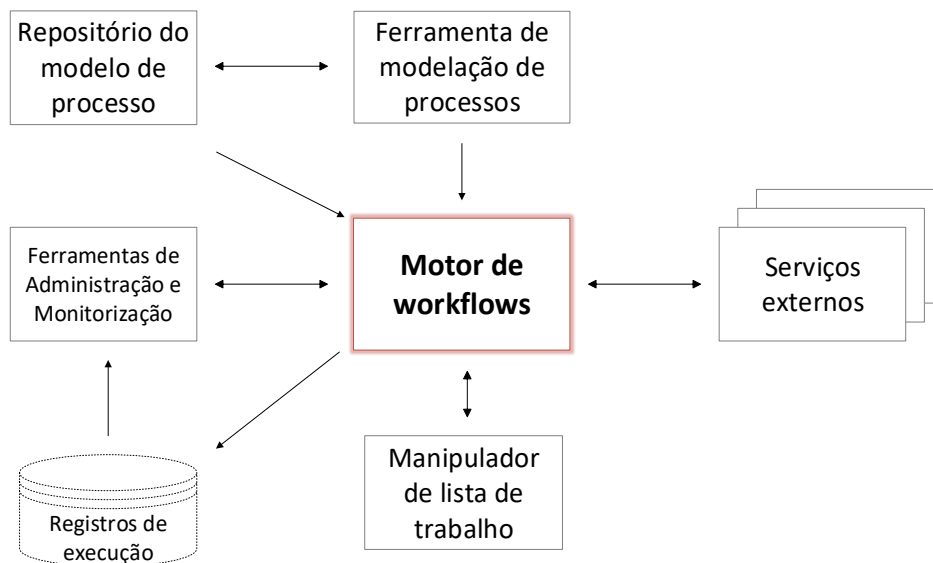 Repositório do
modelo de
processo
Ferramenta de
modelação de
processos
Ferramentas de
Administração e
Monitorização
Motor de
workflows
Serviços
externos
Registros de
execução
Manipulador
de lista de
trabalho